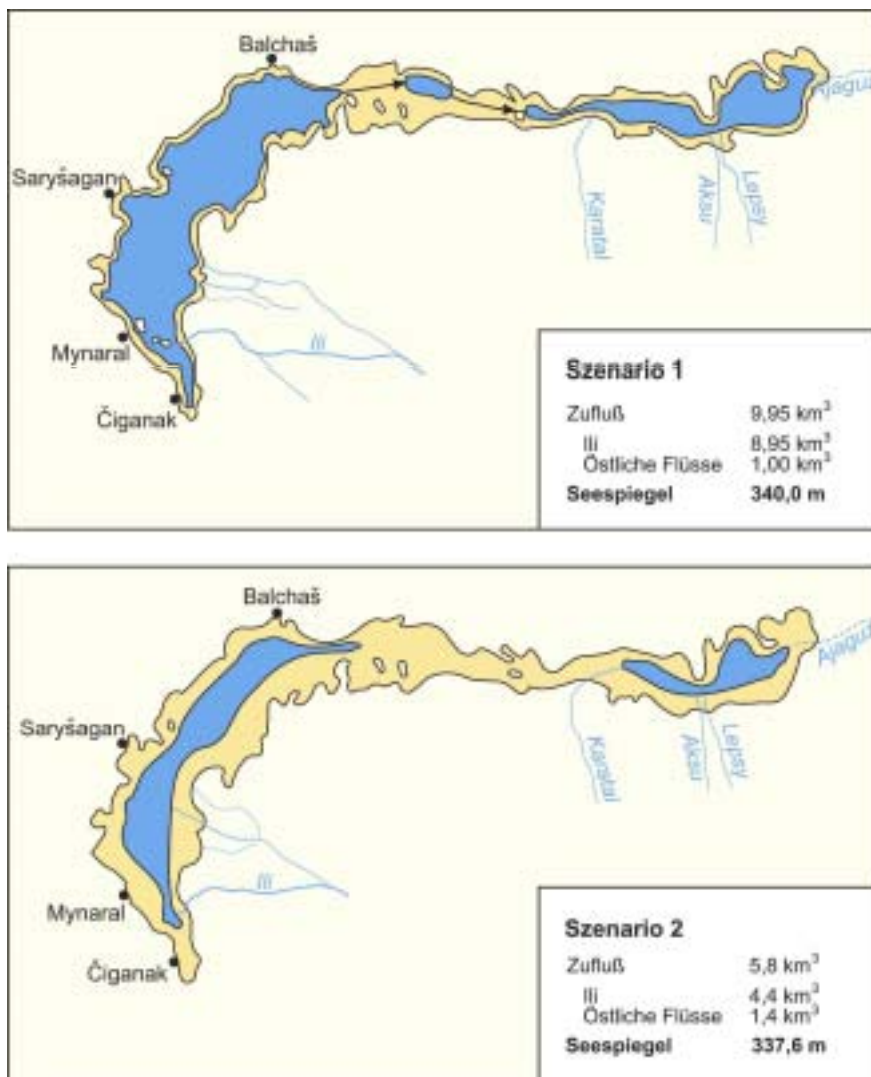 Balchaš
Ajaguz
Saryšagan
Karatal
Aksu
Lepsy
Ili
Mynaral
Čiganak
Szenario 1
Zufluß 9,95 km³
Ili 8,95 km³
Östliche Flüsse 1,00 km³
Seespiegel 340,0 m
Balchaš
Ajaguz
Saryšagan
Karatal
Aksu
Lepsy
Ili
Mynaral
Čiganak
Szenario 2
Zufluß 5,8 km³
Ili 4,4 km³
Östliche Flüsse 1,4 km³
Seespiegel 337,6 m